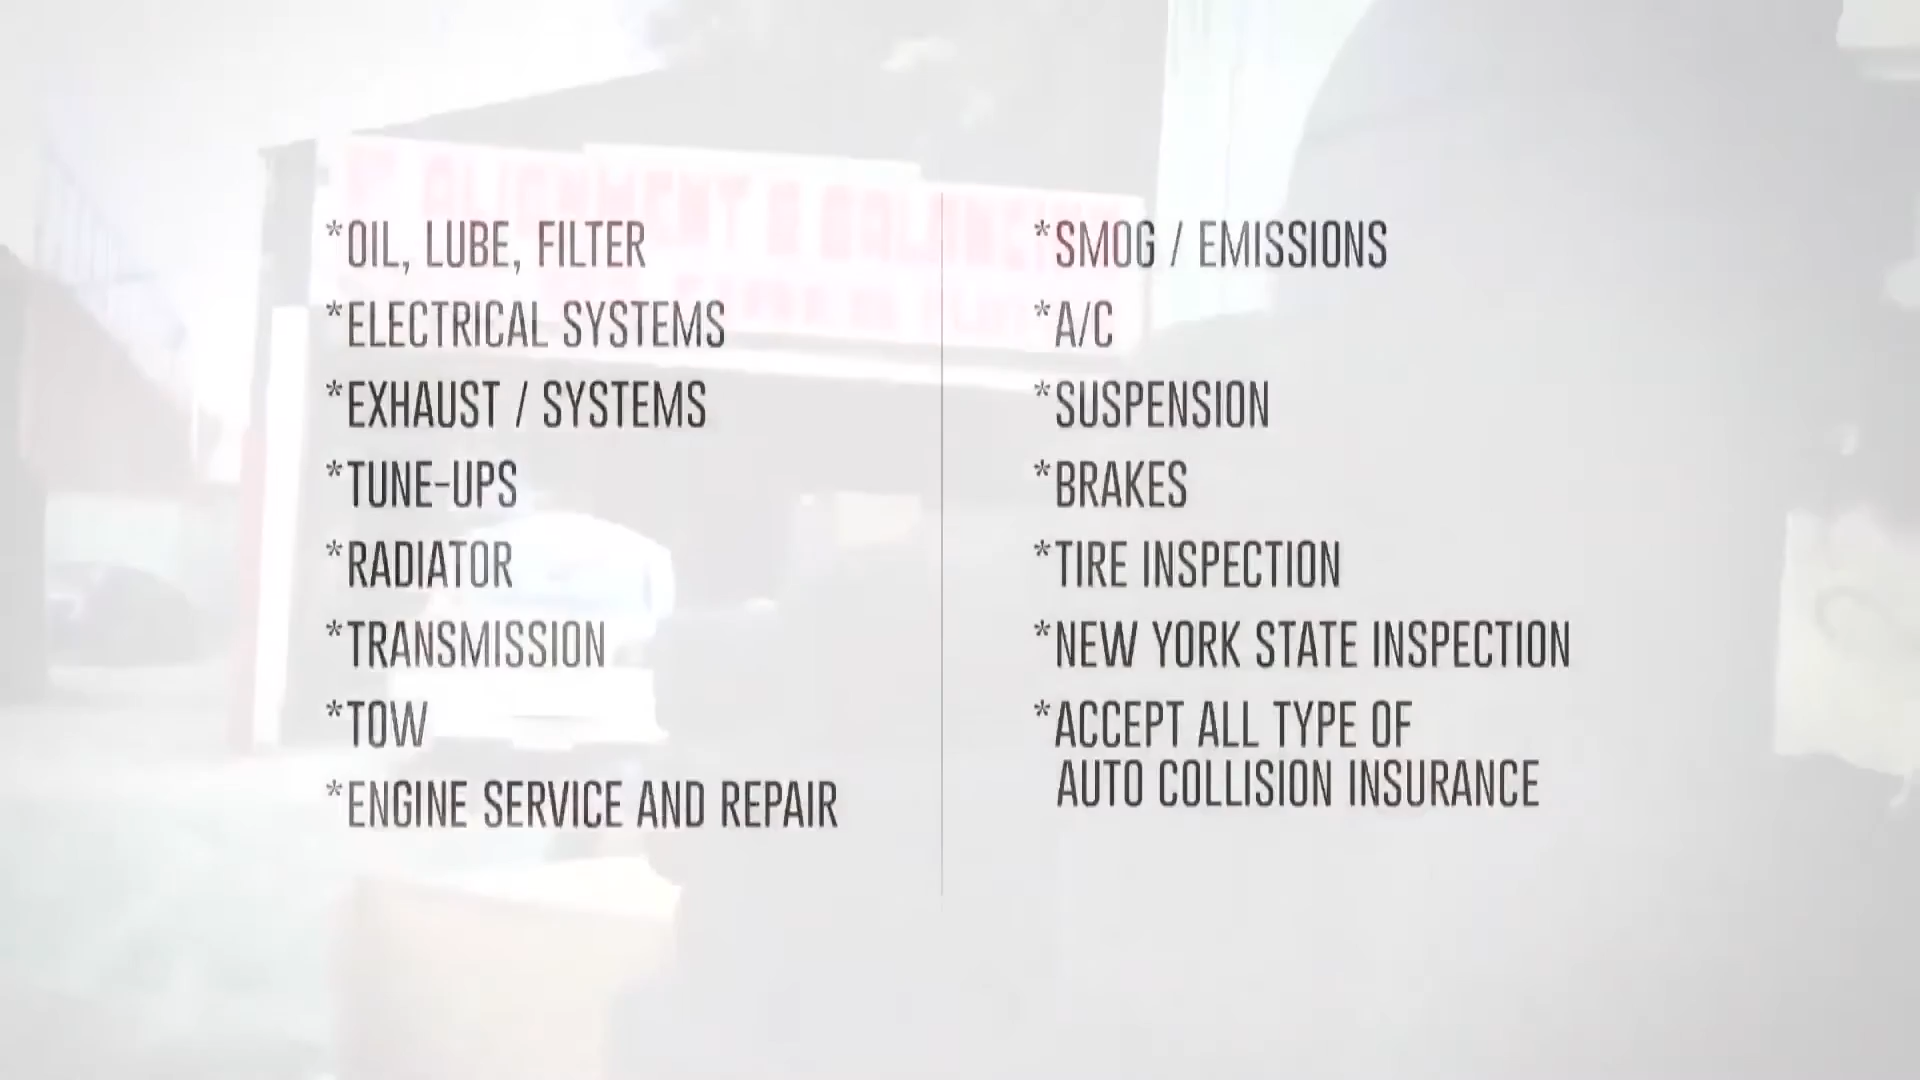 *OIL, LUBE, FILTER
*ELECTRICAL SYSTEMS
*EXHAUST / SYSTEMS
*TUNE-UPS
*RADIATOR
*TRANSMISSION
*TOW
*ENGINE SERVICE AND REPAIR
*SMOG / EMISSIONS
*A/C
*SUSPENSION
*BRAKES
*TIRE INSPECTION
*NEW YORK STATE INSPECTION
*ACCEPT ALL TYPE OF
AUTO COLLISION INSURANCE
ALIGNMENT &